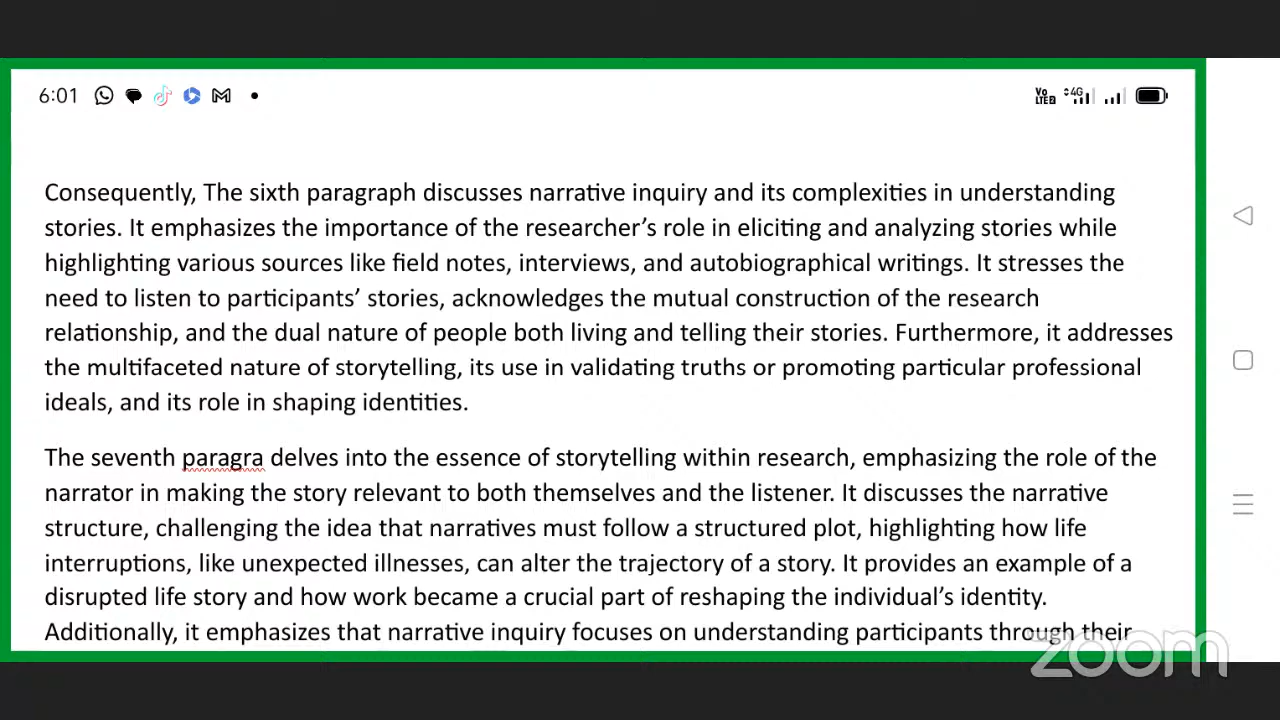 6:01
Vo
LTE2
4G
Consequently, The sixth paragraph discusses narrative inquiry and its complexities in understanding
stories. It emphasizes the importance of the researcher’s role in eliciting and analyzing stories while
highlighting various sources like field notes, interviews, and autobiographical writings. It stresses the
need to listen to participants’ stories, acknowledges the mutual construction of the research
relationship, and the dual nature of people both living and telling their stories. Furthermore, it addresses
the multifaceted nature of storytelling, its use in validating truths or promoting particular professional
ideals, and its role in shaping identities.
The seventh paragra delves into the essence of storytelling within research, emphasizing the role of the
narrator in making the story relevant to both themselves and the listener. It discusses the narrative
structure, challenging the idea that narratives must follow a structured plot, highlighting how life
interruptions, like unexpected illnesses, can alter the trajectory of a story. It provides an example of a
disrupted life story and how work became a crucial part of reshaping the individual’s identity.
Additionally, it emphasizes that narrative inquiry focuses on understanding participants through their
zoom